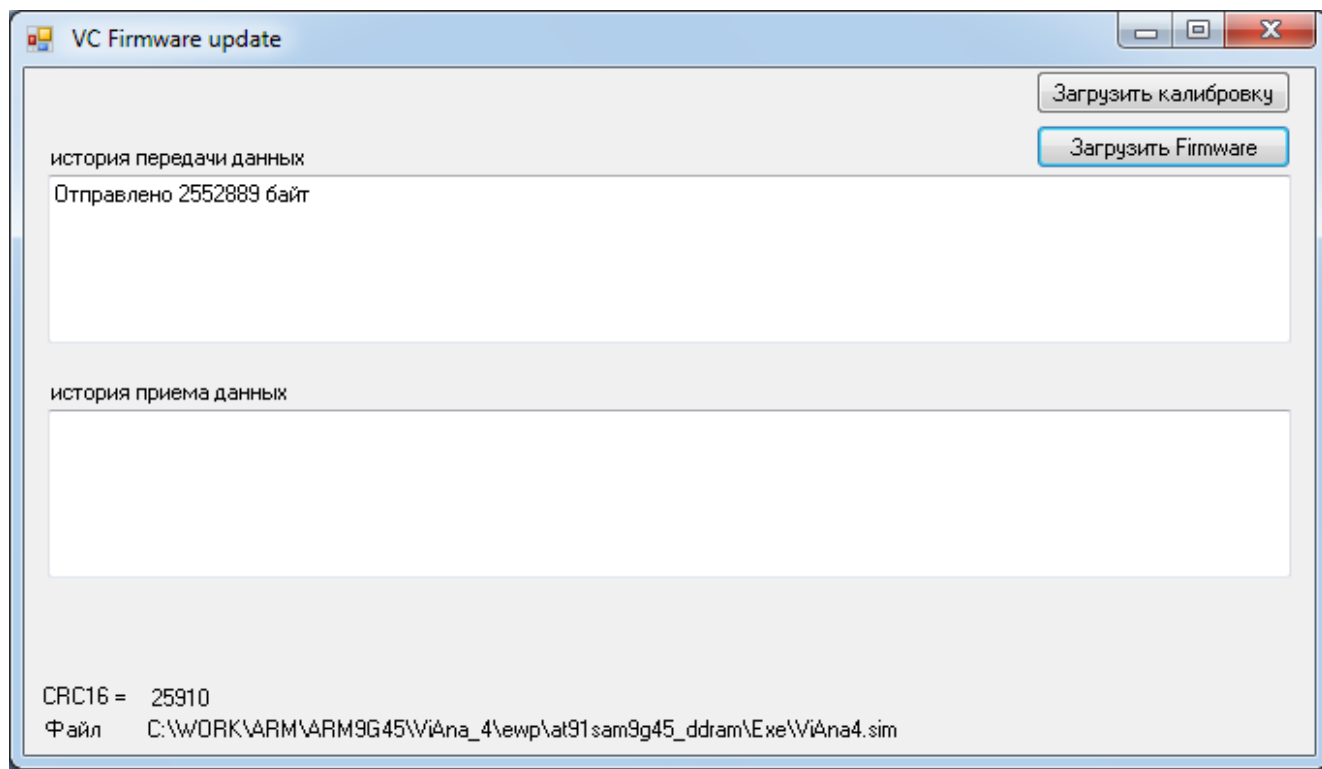 VC Firmware update
Загрузить калибровку
Загрузить Firmware
история передачи данных
Отправлено 2552889 байт
история приема данных
CRC16 = 25910
Файл C:\WORK\ARM\ARM9G45\ViAna_4\ewp\at91sam9g45_ddram\Exe\ViAna4.sim